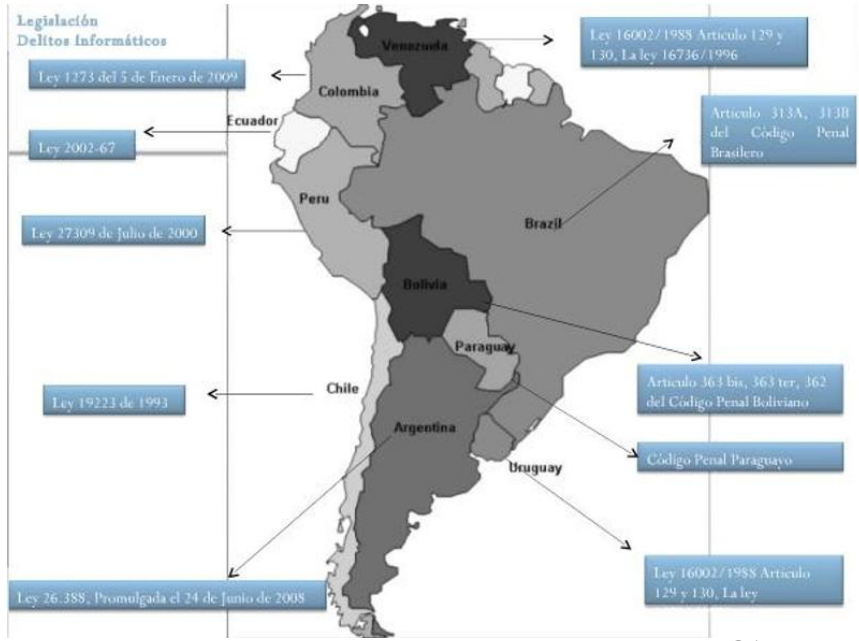 Legislación
Delitos Informáticos
Ley 16002/1988 Articulo 129 y
130, La ley 16736/1996
Venezuela
Ley 1273 del 5 de Enero de 2009
Colombia
Articulo 313A, 313B
del Código Penal
Brasilero
Ecuador
Ley 2002-67
Peru
Brazil
Ley 27309 de Julio de 2000
Bolivia
Paraguay
Chile
Articulo 363 bis, 363 ter, 362
del Código Penal Boliviano
Ley 19223 de 1993
Argentina
Código Penal Paraguayo
Uruguay
Ley 16002/1988 Articulo
129 y 130, La ley
Ley 26.388, Promulgada el 24 de Junio de 2008